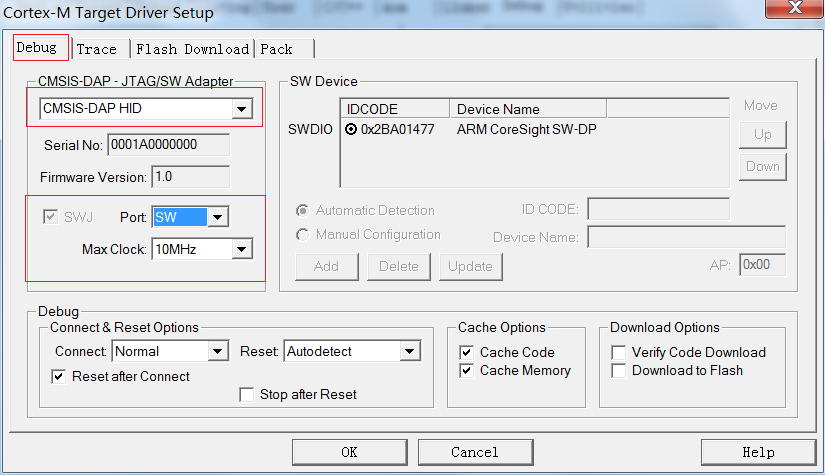 Cortex-M Target Driver Setup
Debug Trace Flash Download Pack
CMSIS-DAP - JTAG/SW Adapter
CMSIS-DAP HID
Serial No: 0001A0000000
Firmware Version: 1.0
SWJ Port: SW
Max Clock: 10MHz
SW Device
IDCODE Device Name
SWDIO 0x2BA01477 ARM CoreSight SW-DP
Move
Up
Down
Automatic Detection ID CODE:
Manual Configuration Device Name:
Add Delete Update AP: 0x00
Debug
Connect & Reset Options
Connect: Normal Reset: Autodetect
Reset after Connect
Stop after Reset
Cache Options
Cache Code
Cache Memory
Download Options
Verify Code Download
Download to Flash
OK Cancel Help